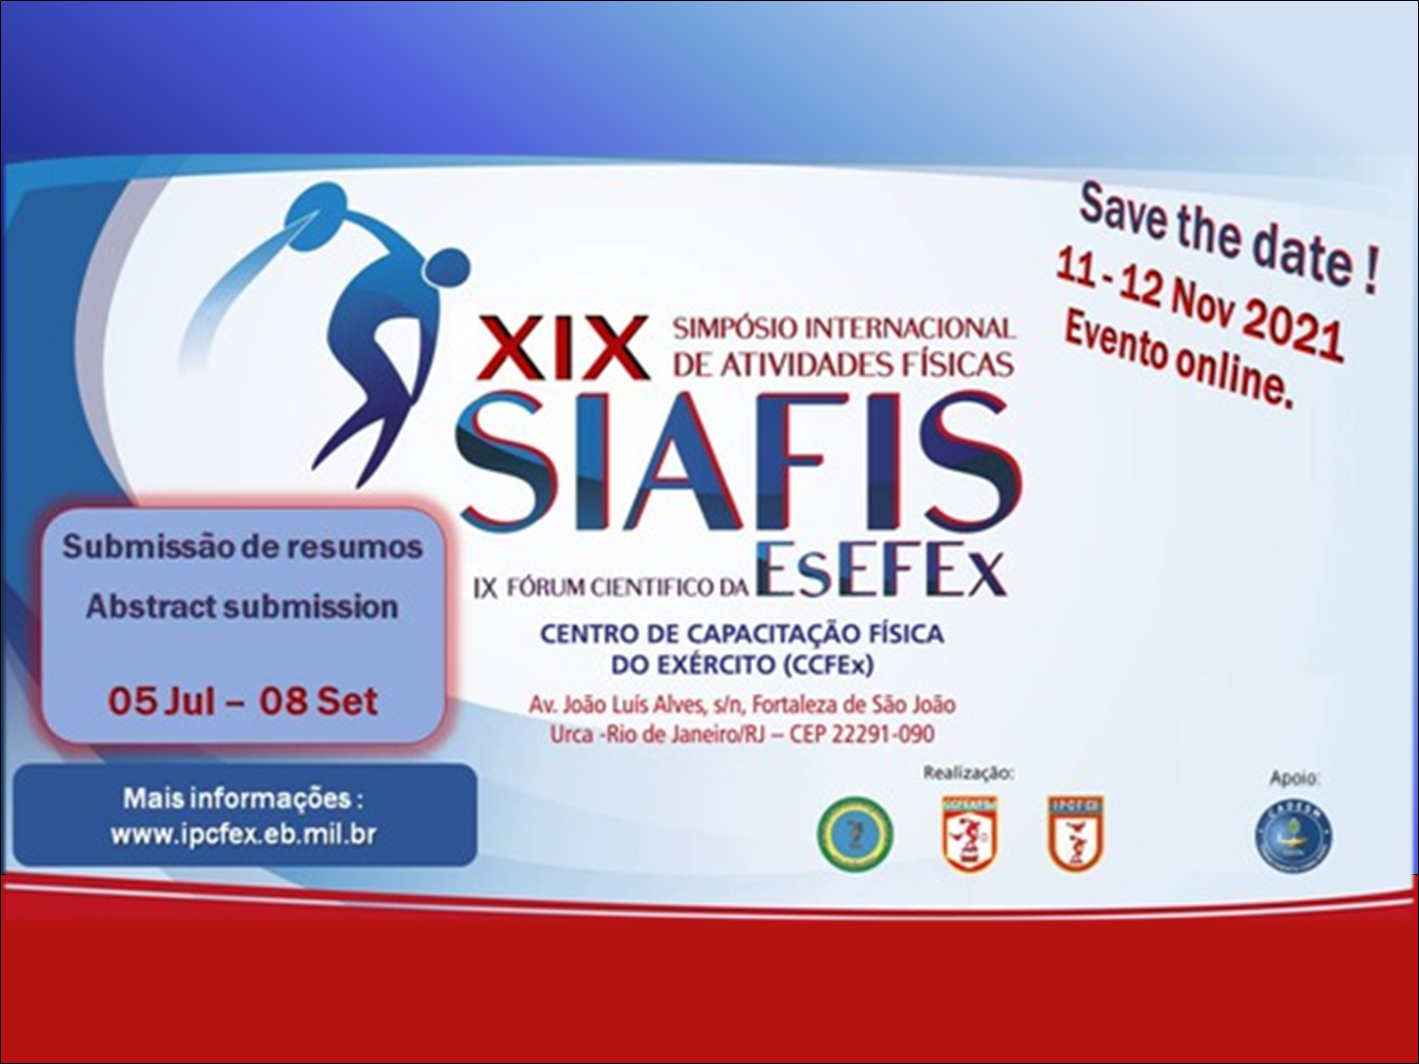 Save the date !
11 - 12 Nov 2021
Evento online.
XIX SIMPÓSIO INTERNACIONAL
DE ATIVIDADES FÍSICAS
SIAFIS
IX FÓRUM CIENTIFICO DA EsEFEx
CENTRO DE CAPACITAÇÃO FÍSICA
DO EXÉRCITO (CCFEx)
Av. João Luís Alves, s/n, Fortaleza de São João
Urca -Rio de Janeiro/RJ – CEP 22291-090
Submissão de resumos
Abstract submission
05 Jul – 08 Set
Mais informações :
www.ipcfex.eb.mil.br
Realização:
IPCFEX
Apoio:
CADESM